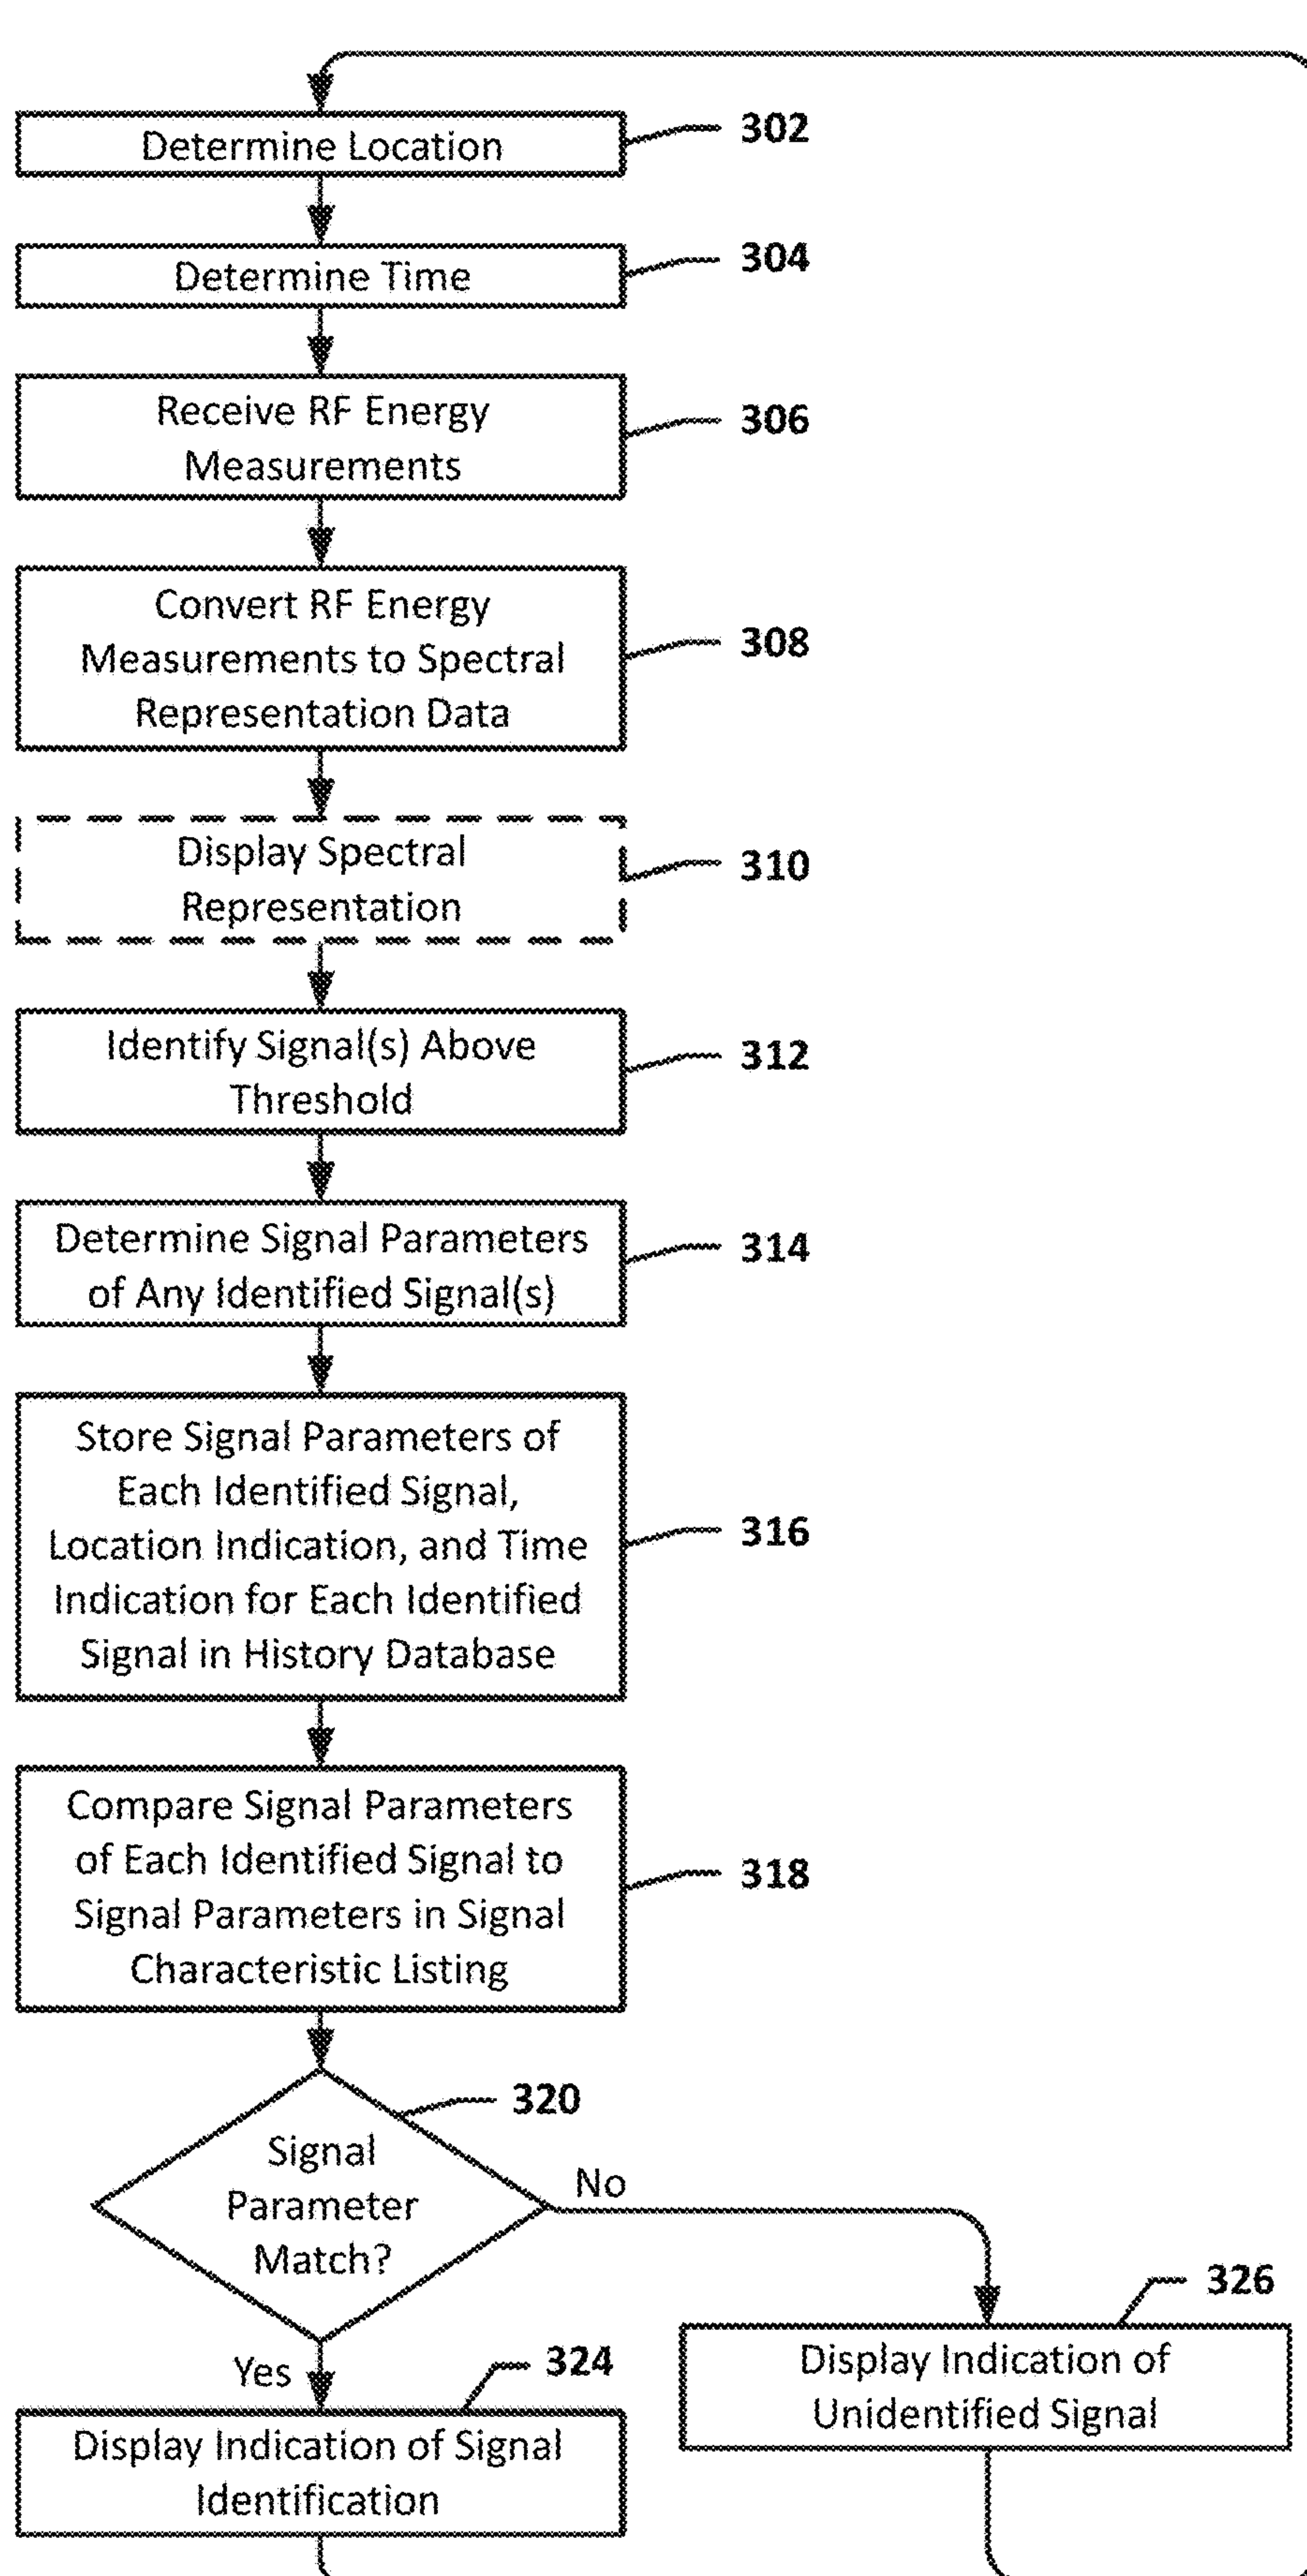 Determine Location
302
Determine Time
304
Receive RF Energy
Measurements
306
Convert RF Energy
Measurements to Spectral
Representation Data
308
Display Spectral
Representation
310
Identify Signal(s) Above
Threshold
312
Determine Signal Parameters
of Any Identified Signal(s)
314
Store Signal Parameters of
Each Identified Signal,
Location Indication, and Time
Indication for Each Identified
Signal in History Database
316
Compare Signal Parameters
of Each Identified Signal to
Signal Parameters in Signal
Characteristic Listing
318
320
Signal
Parameter
Match?
No
326
Display Indication of
Unidentified Signal
Yes
324
Display Indication of Signal
Identification